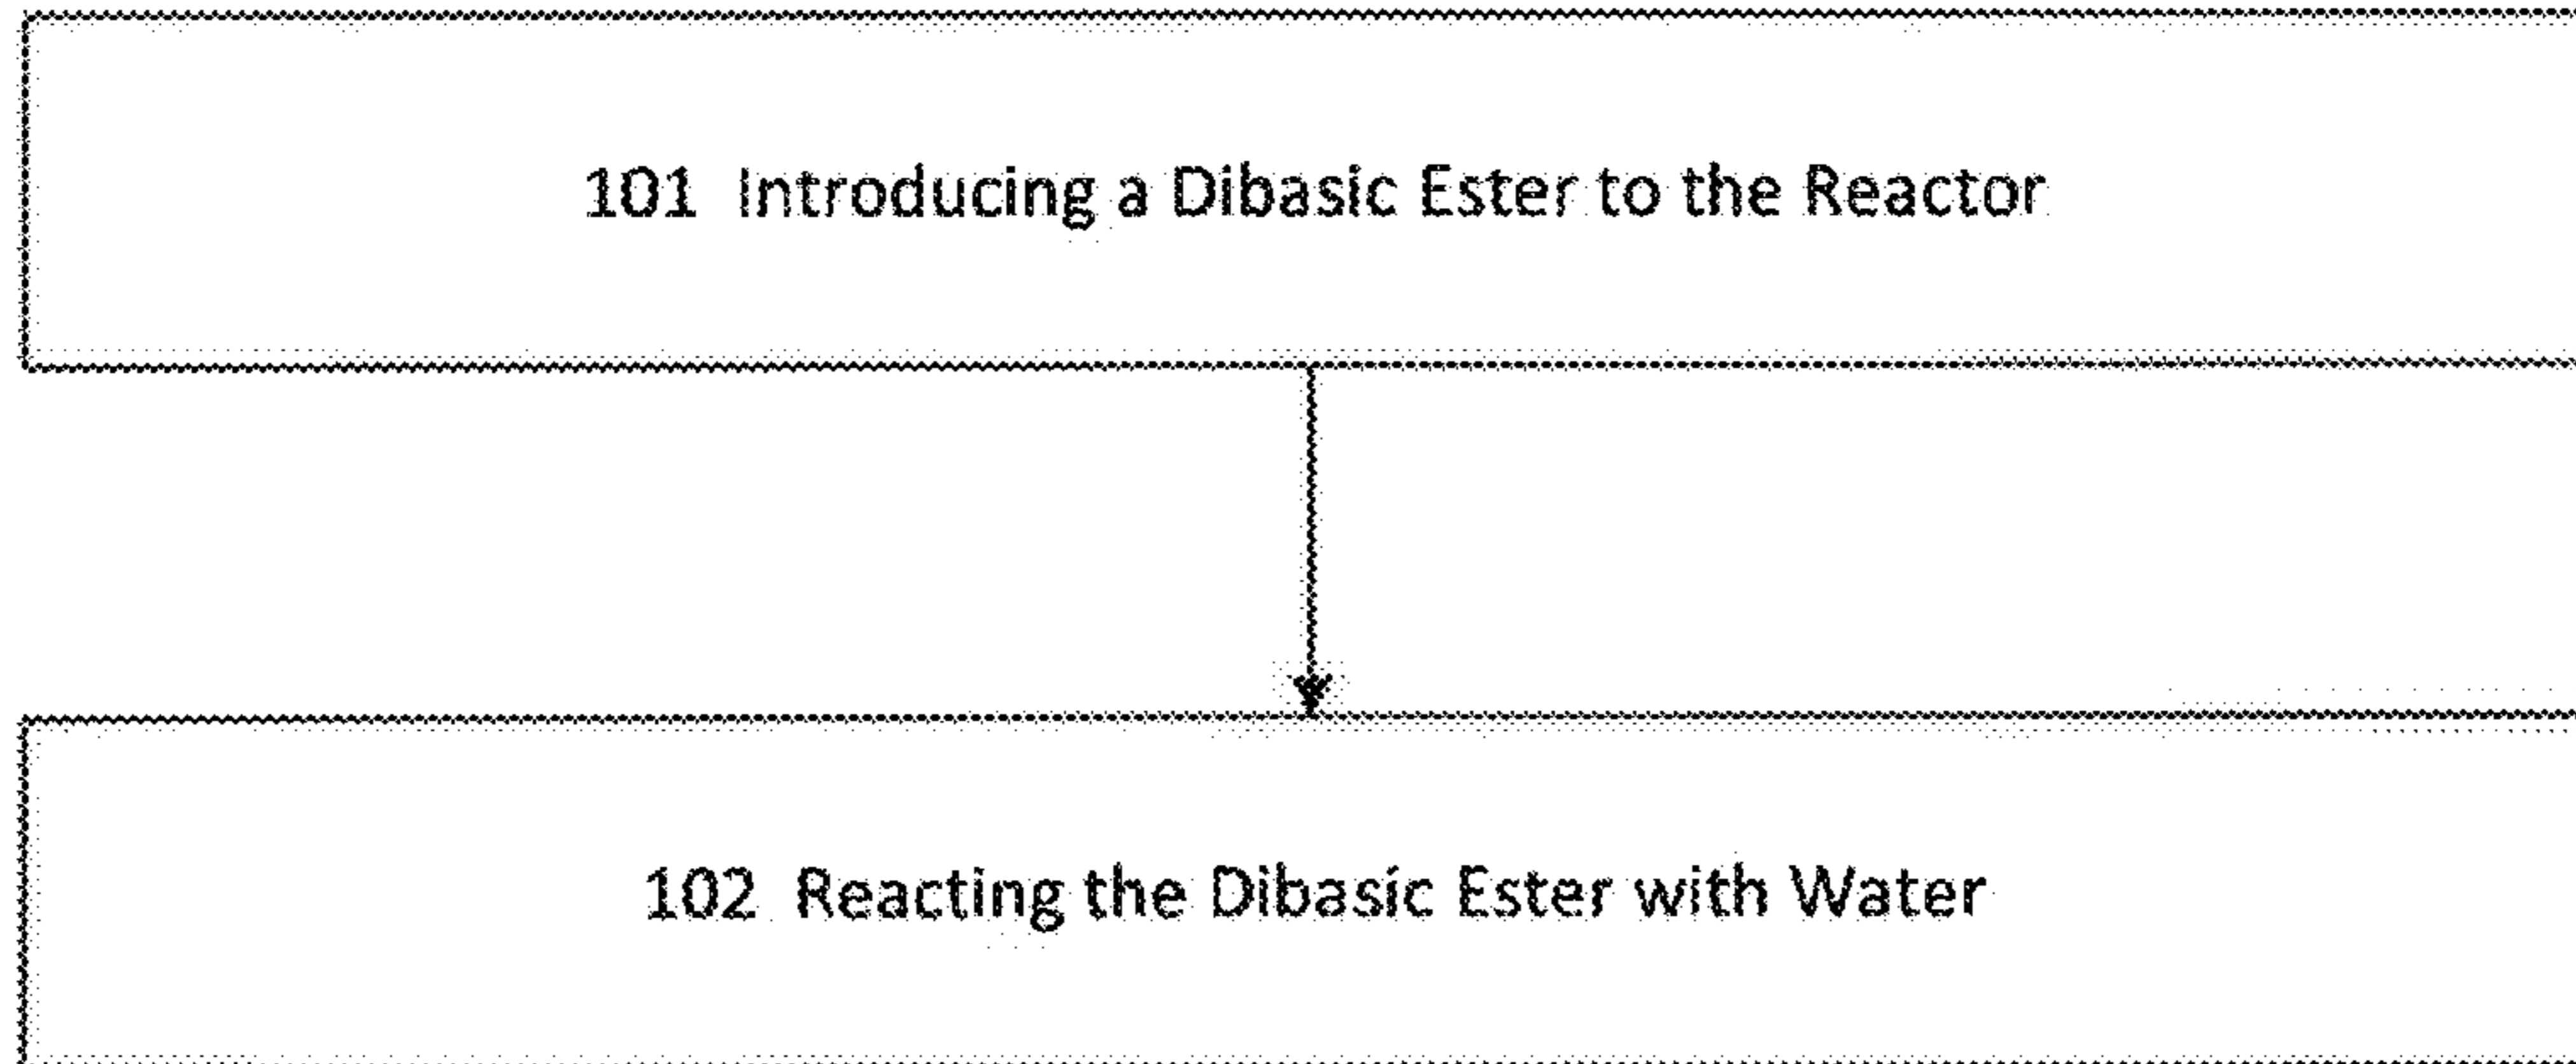 101 Introducing a Dibasic Ester to the Reactor
102 Reacting the Dibasic Ester with Water